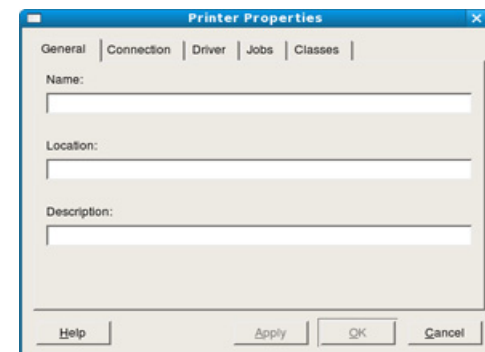 Printer Properties
General Connection Driver Jobs Classes
Name:
Location:
Description:
Help Apply OK Cancel